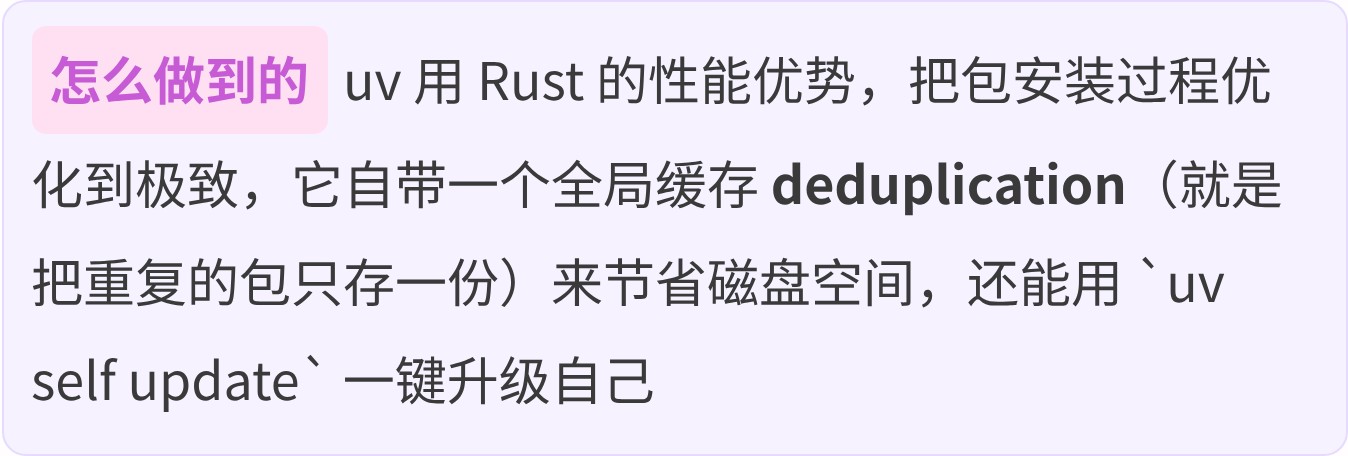 怎么做到的 uv 用 Rust 的性能优势，把包安装过程优
化到极致，它自带一个全局缓存 deduplication（就是
把重复的包只存一份）来节省磁盘空间，还能用 `uv
self update` 一键升级自己